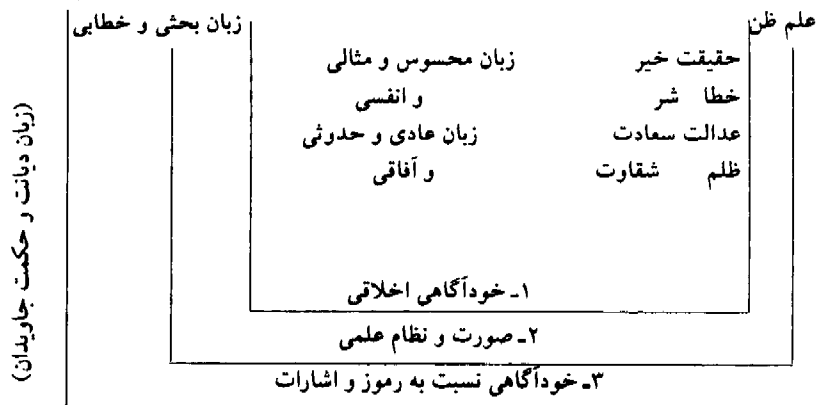 علم ظن زبان بحثی و خطابی
حقیقت خیر زبان محسوس و مثالی
خطا شر و انفسی
عدالت سعادت زبان عادی و حدوثی
ظلم شقاوت و آفاقی
۱ـ خودآگاهی اخلاقی
۲ـ صورت و نظام علمی
۳ـ خودآگاهی نسبت به رموز و اشارات
(زبان دیانت و حکمت جاویدان)